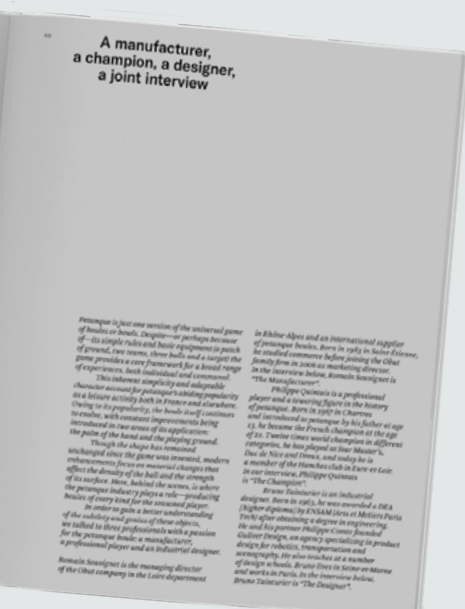 A manufacturer,
a champion, a designer,
a joint interview
Petanque is just one version of the universal game
of boules or bowls. Despite—or perhaps because
of—its simple rules and basic equipment (a patch
of ground, two teams, three balls and a target) the
game provides a core framework for a broad range
of experiences, both individual and communal.
This inherent simplicity and adaptable
character account for petanque's enduring popularity
as a leisure activity both in France and elsewhere.
Owing to its popularity, the boule itself continues
to evolve, with constant improvements being
introduced in two areas of its application:
the palm of the hand and the playing ground.
Though the shape has remained
unchanged since the game was invented, modern
enhancements focus on material changes that
affect the density of the ball and the strength
of its surface. Here, behind the scenes, is where
the petanque industry plays a role—producing
boules of every kind for the unnamed player.
In order to gain a better understanding
of the subtlety and genius of these objects,
we talked to three professionals with a passion
for the petanque boule: a manufacturer,
a professional player and an industrial designer.
Romain Souvignet is the managing director
of the Obut company in the Loire department
in Rhône-Alpes and an international supplier
of petanque boules. Born in 1983 in Seine-Étienne,
he studied commerce before joining the Obut
family firm in as marketing director.
In the interview below, Romain Souvignet is
"The Manufacturer".
Philippe Quintais is a professional
player and a towering figure in the history
of petanque. Born in 1967 in Chartres
and introduced to petanque by his father at age
13, he became the French champion at the age
of 21. Twelve times world champion in different
categories, he has played at Star Master's,
Duc de Nice and Dreux, and today he is
a member of the Hanches club in Eure-et-Loir.
In our interview, Philippe Quintais
is "The Champion".
Bruno Tainturier is an industrial
designer. Born in 1963, he was awarded a DEA
[higher diploma] by ENSAM (Arts et Métiers Paris
Tech) after obtaining a degree in engineering.
He and his partner Philippe Comte founded
Gulliver Design, an agency specializing in product
design for robotics, transportation and
scenography. He also teaches at a number
of design schools. Bruno lives in Seine-et-Marne
and works in Paris. In the interview below,
Bruno Tainturier is "The Designer".